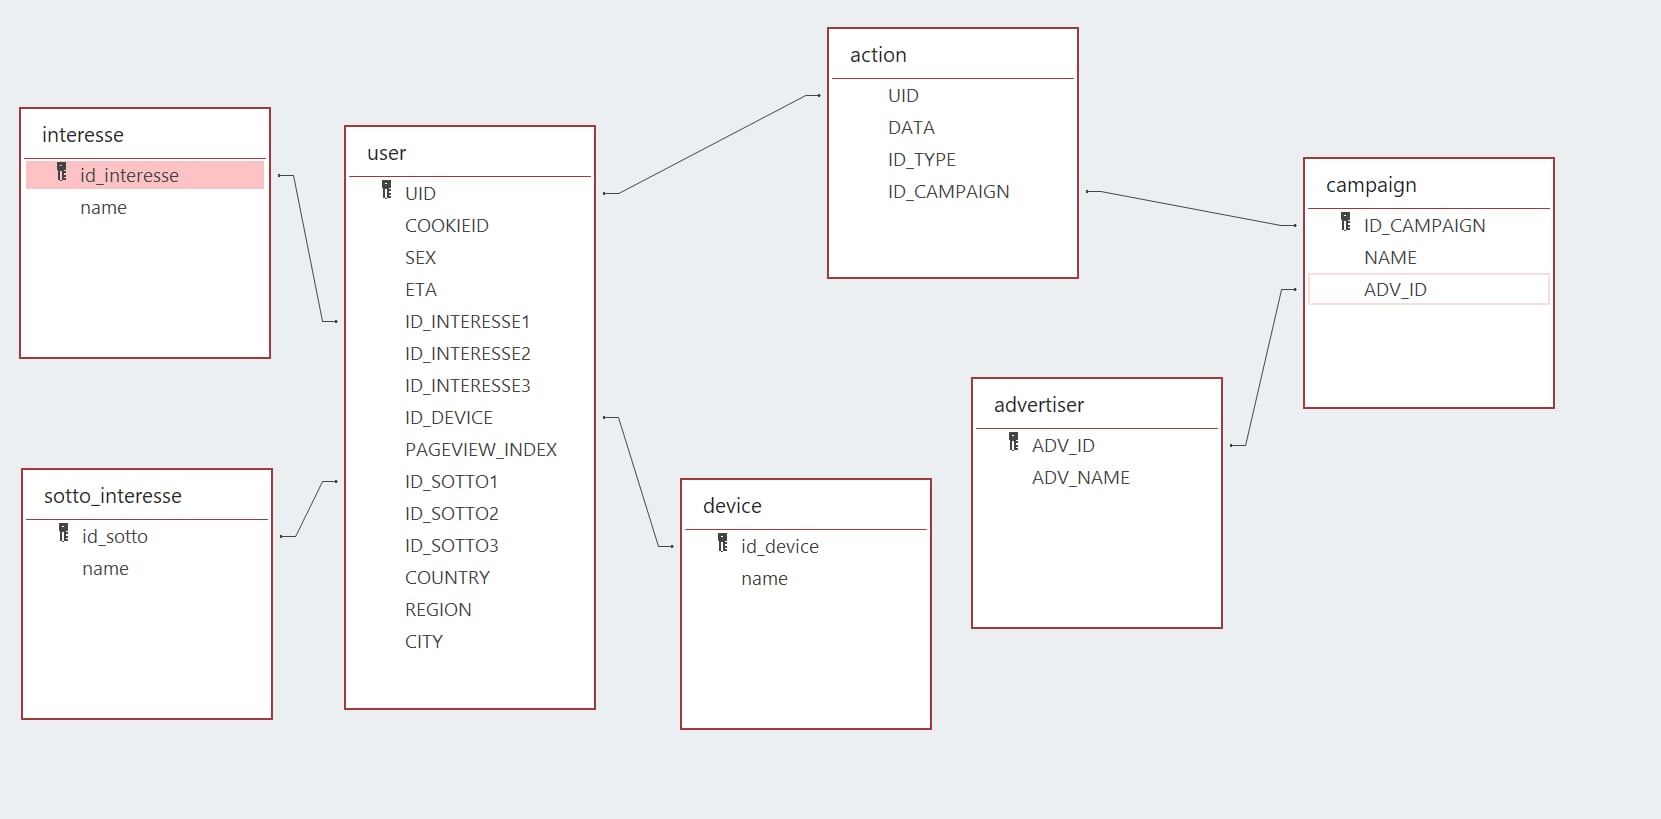 interesse
id_interesse
name
user
UID
COOKIEID
SEX
ETA
ID_INTERESSE1
ID_INTERESSE2
ID_INTERESSE3
ID_DEVICE
PAGEVIEW_INDEX
ID_SOTTO1
ID_SOTTO2
ID_SOTTO3
COUNTRY
REGION
CITY
sotto_interesse
id_sotto
name
action
UID
DATA
ID_TYPE
ID_CAMPAIGN
device
id_device
name
advertiser
ADV_ID
ADV_NAME
campaign
ID_CAMPAIGN
NAME
ADV_ID